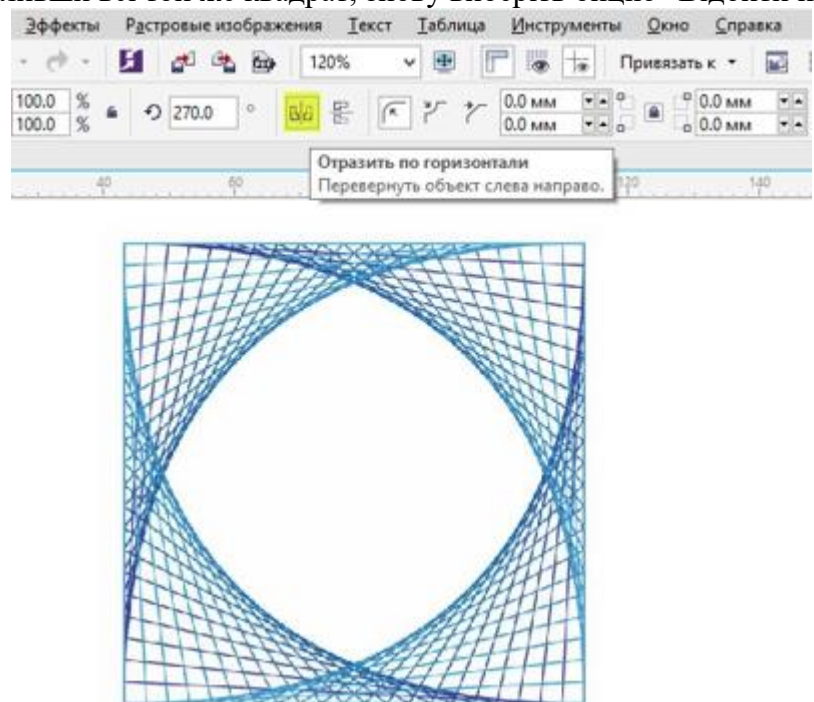 Эффекты Растровые изображения Текст Таблица Инструменты Окно Справка
120% Привязать к
100.0 % 270.0 ° 0.0 мм 0.0 мм
100.0 % 0.0 мм 0.0 мм
Отразить по горизонтали
Перевернуть объект слева направо.
40 60 120 140